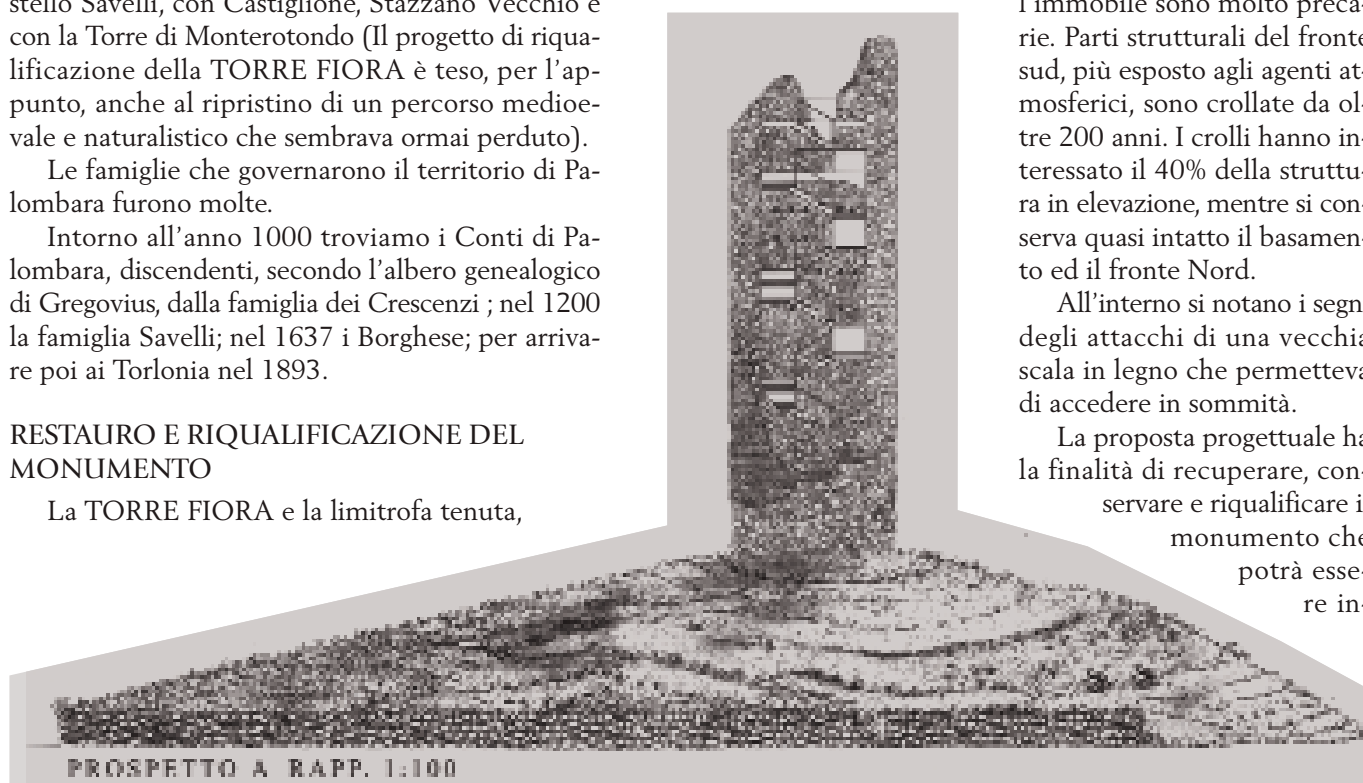 stello Savelli, con Castiglione, Stazzano Vecchio e
con la Torre di Monterotondo (Il progetto di riqua-
lificazione della TORRE FIORA è teso, per l'ap-
punto, anche al ripristino di un percorso medioe-
vale e naturalistico che sembrava ormai perduto).
Le famiglie che governarono il territorio di Pa-
lombara furono molte.
Intorno all'anno 1000 troviamo i Conti di Pa-
lombara, discendenti, secondo l'albero genealogico
di Gregovius, dalla famiglia dei Crescenzi ; nel 1200
la famiglia Savelli; nel 1637 i Borghese; per arriva-
re poi ai Torlonia nel 1893.
RESTAURO E RIQUALIFICAZIONE DEL
MONUMENTO
La TORRE FIORA e la limitrofa tenuta,
l'immobile sono molto preca-
rie. Parti strutturali del fronte
sud, più esposto agli agenti at-
mosferici, sono crollate da ol-
tre 200 anni. I crolli hanno in-
teressato il 40% della struttu-
ra in elevazione, mentre si con-
serva quasi intatto il basamen-
to ed il fronte Nord.
All'interno si notano i segn
degli attacchi di una vecchia
scala in legno che permetteva
di accedere in sommità.
La proposta progettuale ha
la finalità di recuperare, con-
servare e riqualificare i
monumento che
potrà esse-
re in-
PROSPETTO A RAPP. 1:100